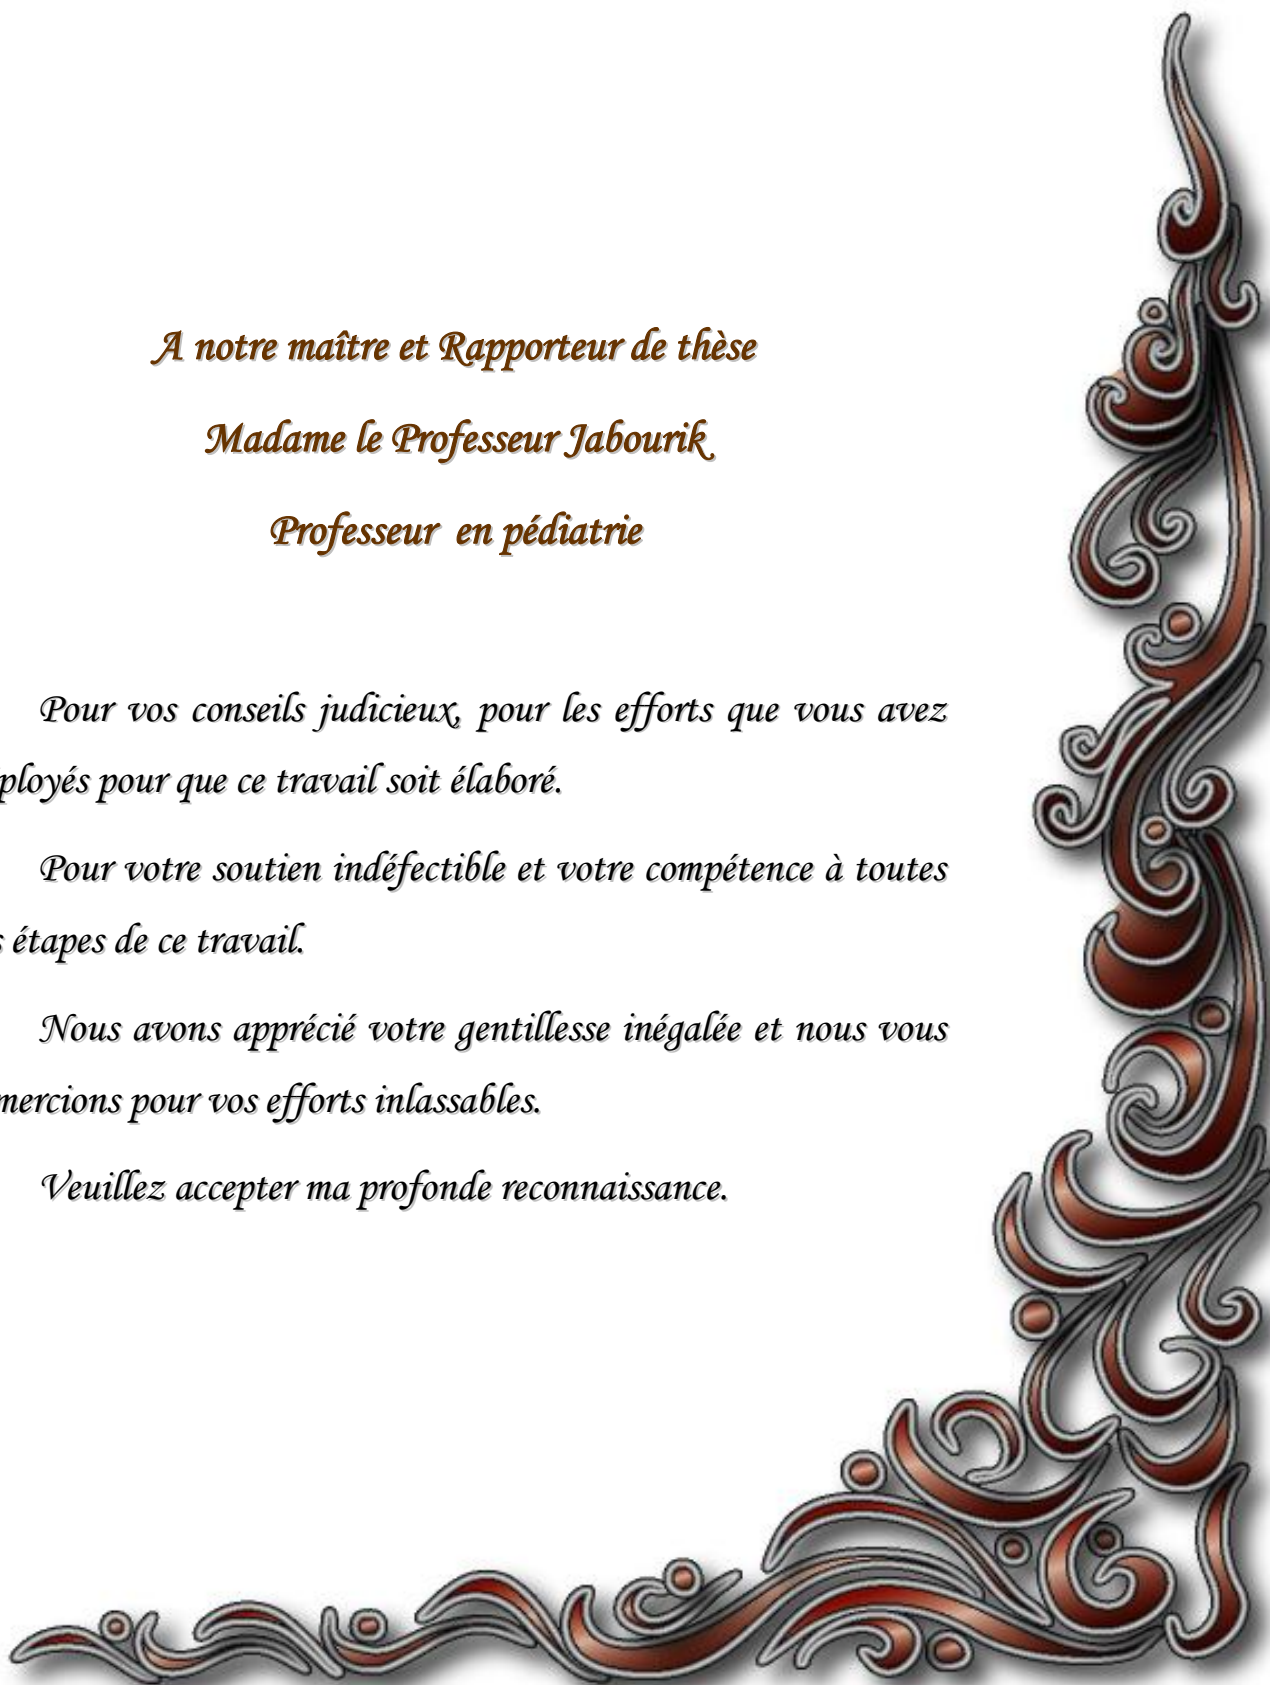 A notre maître et Rapporteur de thèse
Madame le Professeur Jabourik
Professeur en pédiatrie
Pour vos conseils judicieux, pour les efforts que vous avez
ployés pour que ce travail soit élaboré.
Pour votre soutien indéfectible et votre compétence à toutes
s étapes de ce travail.
Nous avons apprécié votre gentillesse inégalée et nous vous
mercions pour vos efforts inlassables.
Veuillez accepter ma profonde reconnaissance.